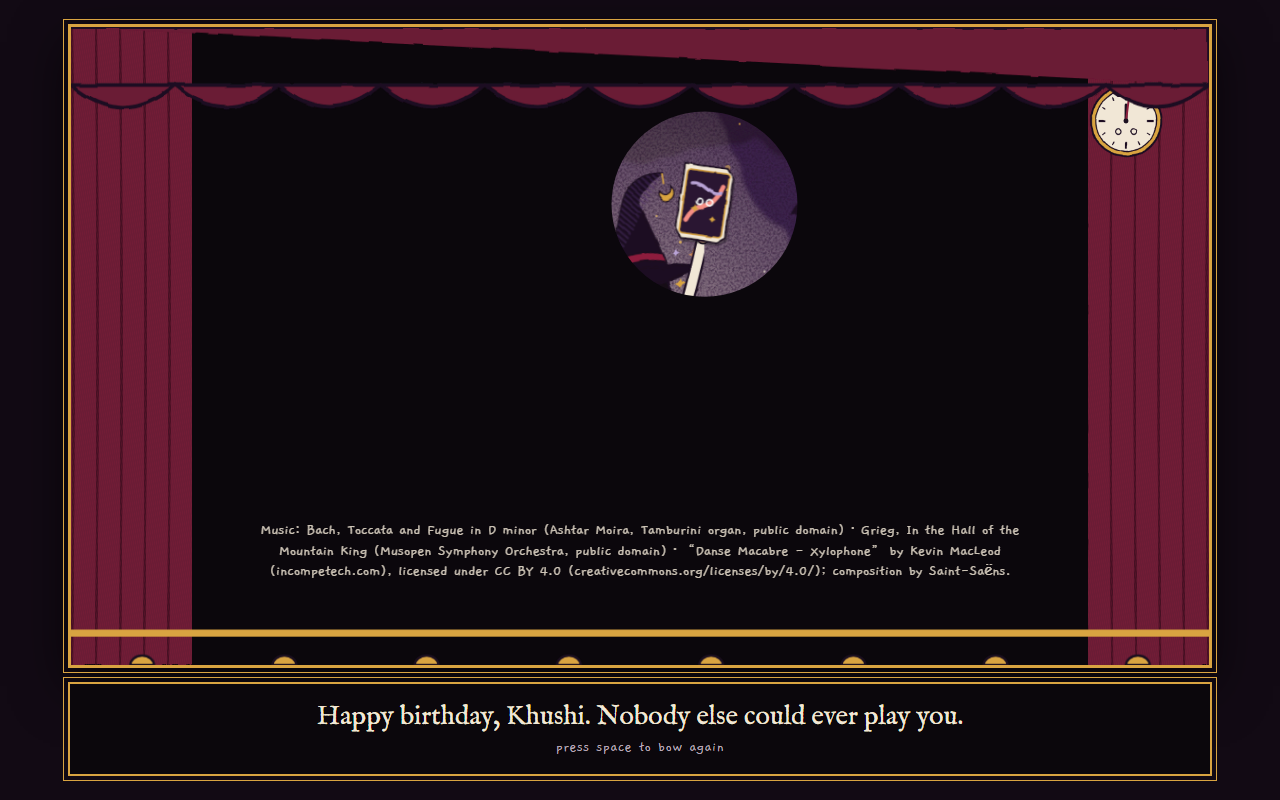 Music: Bach, Toccata and Fugue in D minor (Ashtar Moira, Tamburini organ, public domain) · Grieg, In the Hall of the
Mountain King (Musopen Symphony Orchestra, public domain) · “Danse Macabre – Xylophone” by Kevin MacLeod
(incompetech.com), licensed under CC BY 4.0 (creativecommons.org/licenses/by/4.0/); composition by Saint-Saëns.
Happy birthday, Khushi. Nobody else could ever play you.
press space to bow again